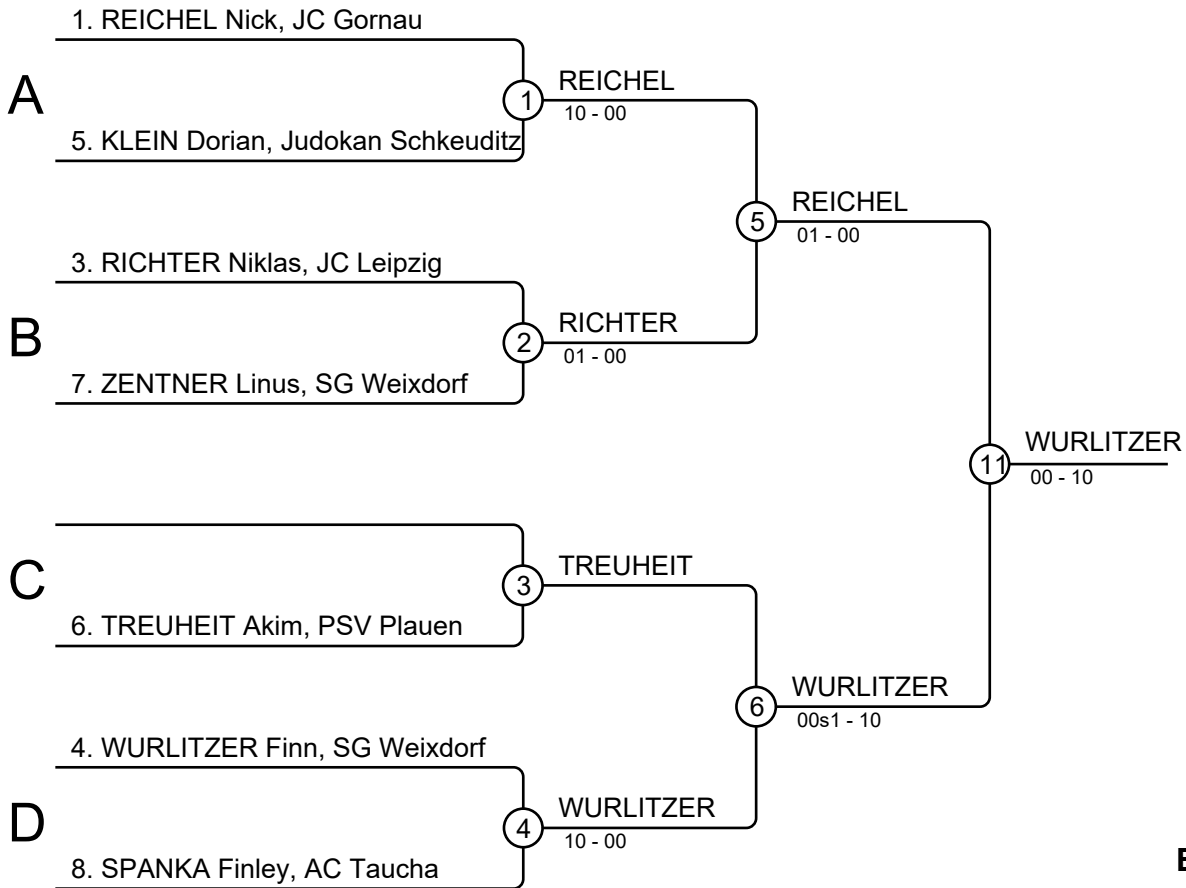 1. REICHEL Nick, JC Gornau
A
1
REICHEL
10 - 00
5. KLEIN Dorian, Judokan Schkeuditz
5
REICHEL
01 - 00
3. RICHTER Niklas, JC Leipzig
B
2
RICHTER
01 - 00
7. ZENTNER Linus, SG Weixdorf
11
WURLITZER
00 - 10
C
3
TREUHEIT
6. TREUHEIT Akim, PSV Plauen
6
WURLITZER
00s1 - 10
4. WURLITZER Finn, SG Weixdorf
D
4
WURLITZER
10 - 00
8. SPANKA Finley, AC Taucha